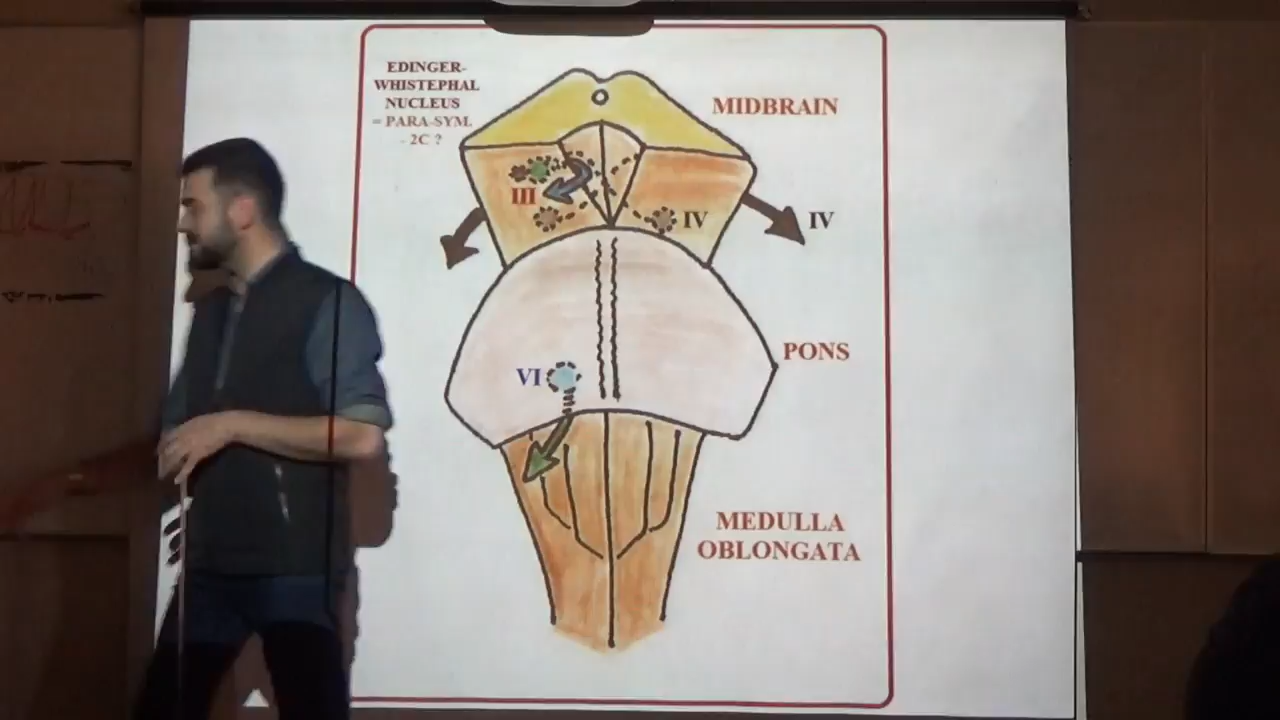 EDINGER-
WHISTEPHAL
NUCLEUS
= PARA-SYM.
- 2C ?
MIDBRAIN
III
IV
IV
PONS
VI
MEDULLA
OBLONGATA